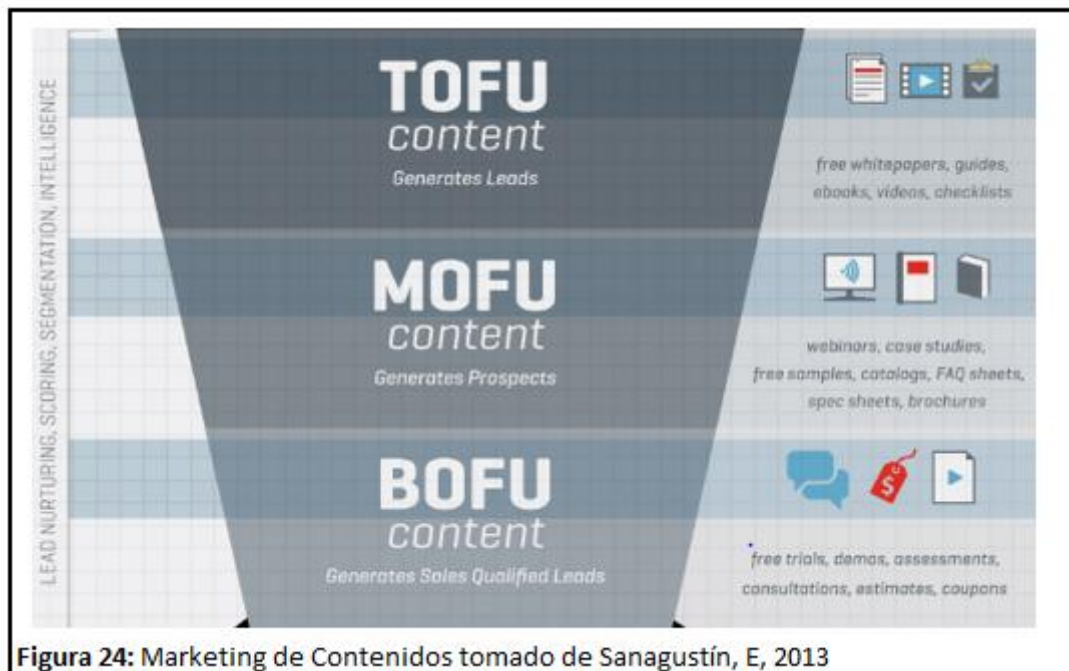 LEAD NURTURING, SCORING, SEGMENTATION, INTELLIGENCE
TOFU
content
Generates Leads
free whitepapers, guides,
ebooks, videos, checklists
MOFU
content
Generates Prospects
webinars, case studies,
free samples, catalogs, FAQ sheets,
spec sheets, brochures
BOFU
content
Generates Sales Qualified Leads
$
free trials, demos, assessments,
consultations, estimates, coupons
Figura 24: Marketing de Contenidos tomado de Sanagustín, E, 2013